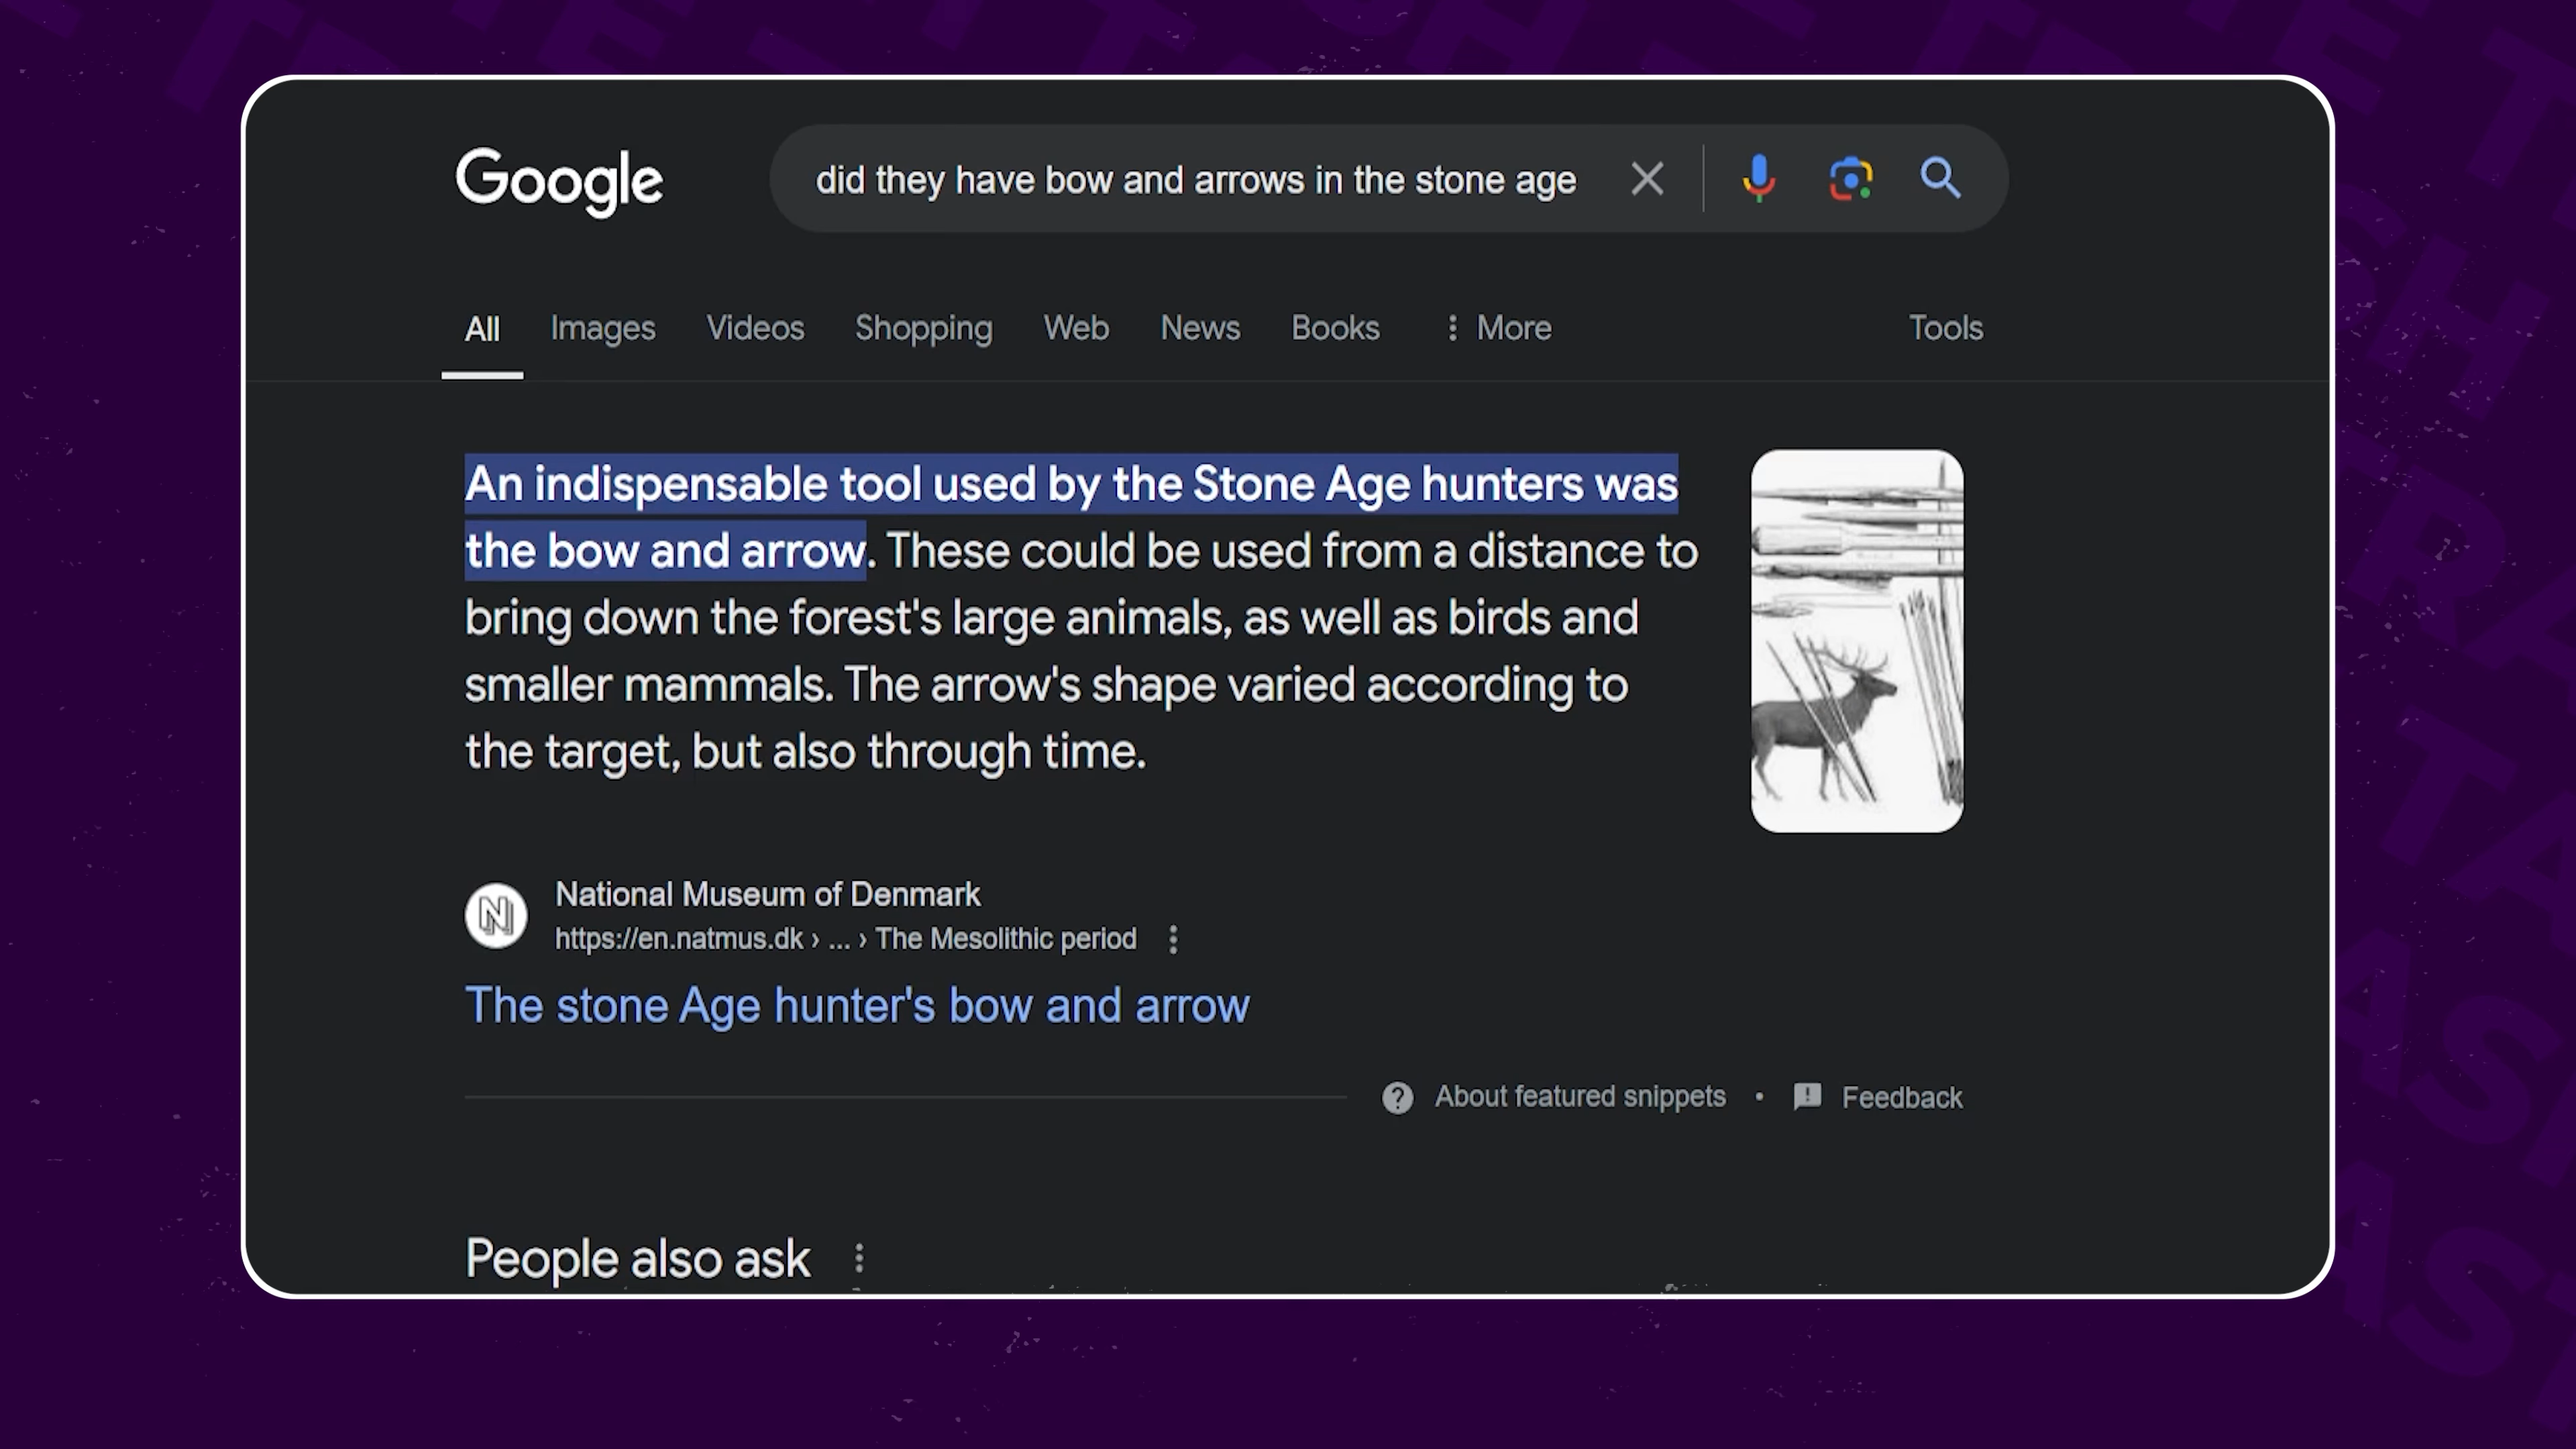 Google
did they have bow and arrows in the stone age
All Images Videos Shopping Web News Books More Tools
An indispensable tool used by the Stone Age hunters was
the bow and arrow. These could be used from a distance to
bring down the forest's large animals, as well as birds and
smaller mammals. The arrow's shape varied according to
the target, but also through time.
National Museum of Denmark
https://en.natmus.dk › ... › The Mesolithic period
The stone Age hunter's bow and arrow
About featured snippets • Feedback
People also ask